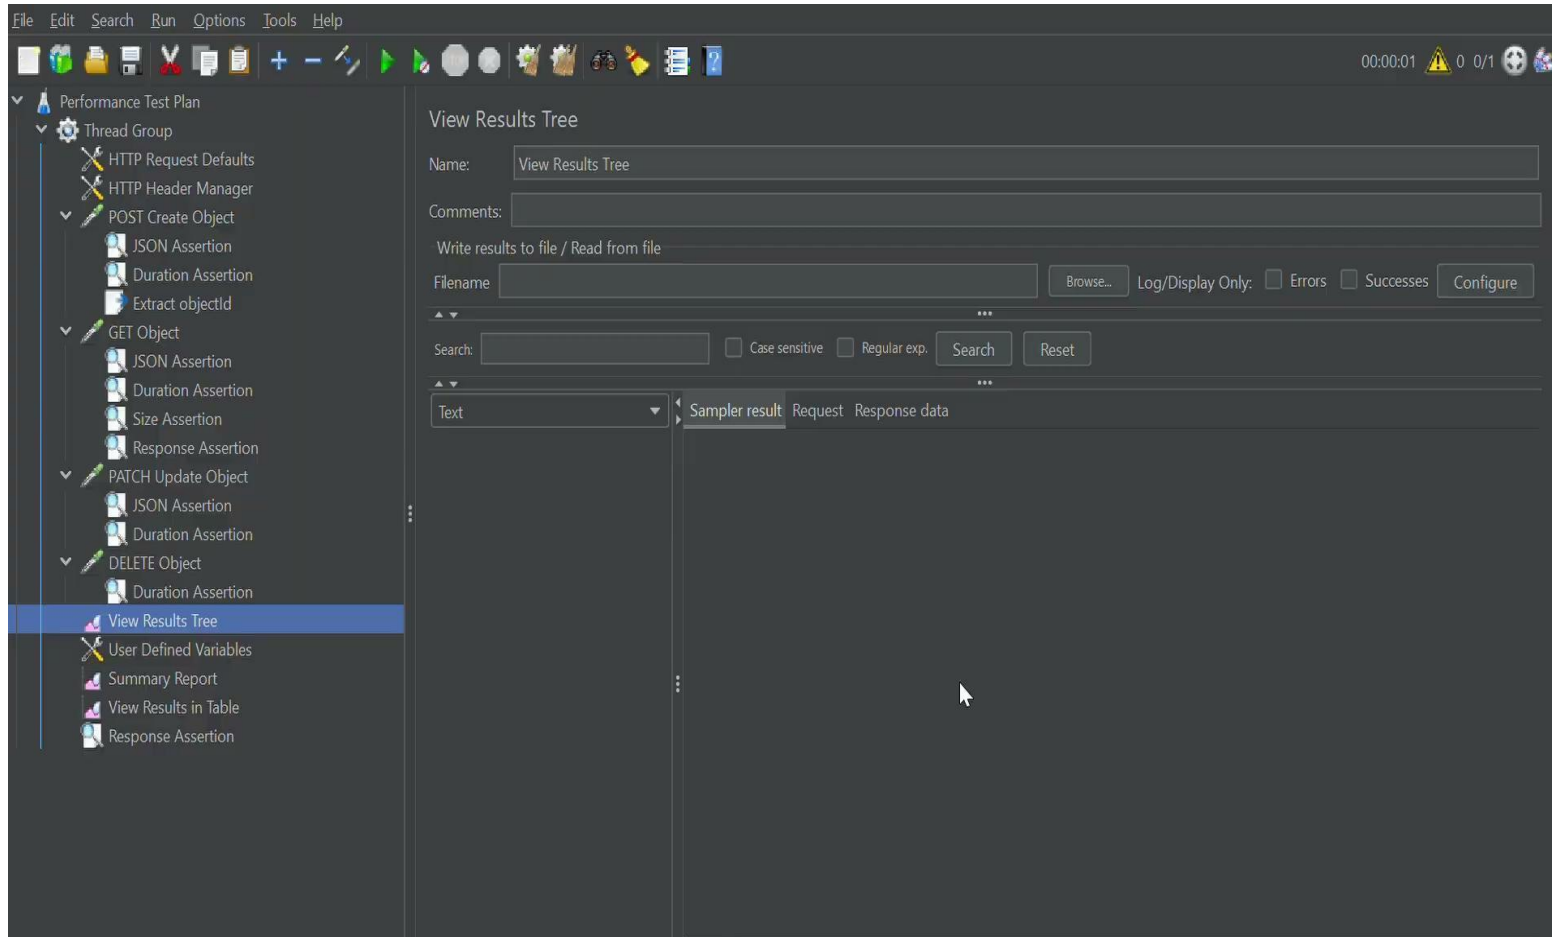 File Edit Search Run Options Tools Help
00:00:01 0 0/1
Performance Test Plan
Thread Group
HTTP Request Defaults
HTTP Header Manager
POST Create Object
JSON Assertion
Duration Assertion
Extract objectId
GET Object
JSON Assertion
Duration Assertion
Size Assertion
Response Assertion
PATCH Update Object
JSON Assertion
Duration Assertion
DELETE Object
Duration Assertion
View Results Tree
User Defined Variables
Summary Report
View Results in Table
Response Assertion
View Results Tree
Name: View Results Tree
Comments:
Write results to file / Read from file
Filename Browse... Log/Display Only: Errors Successes Configure
Search: Case sensitive Regular exp. Search Reset
Text Sampler result Request Response data